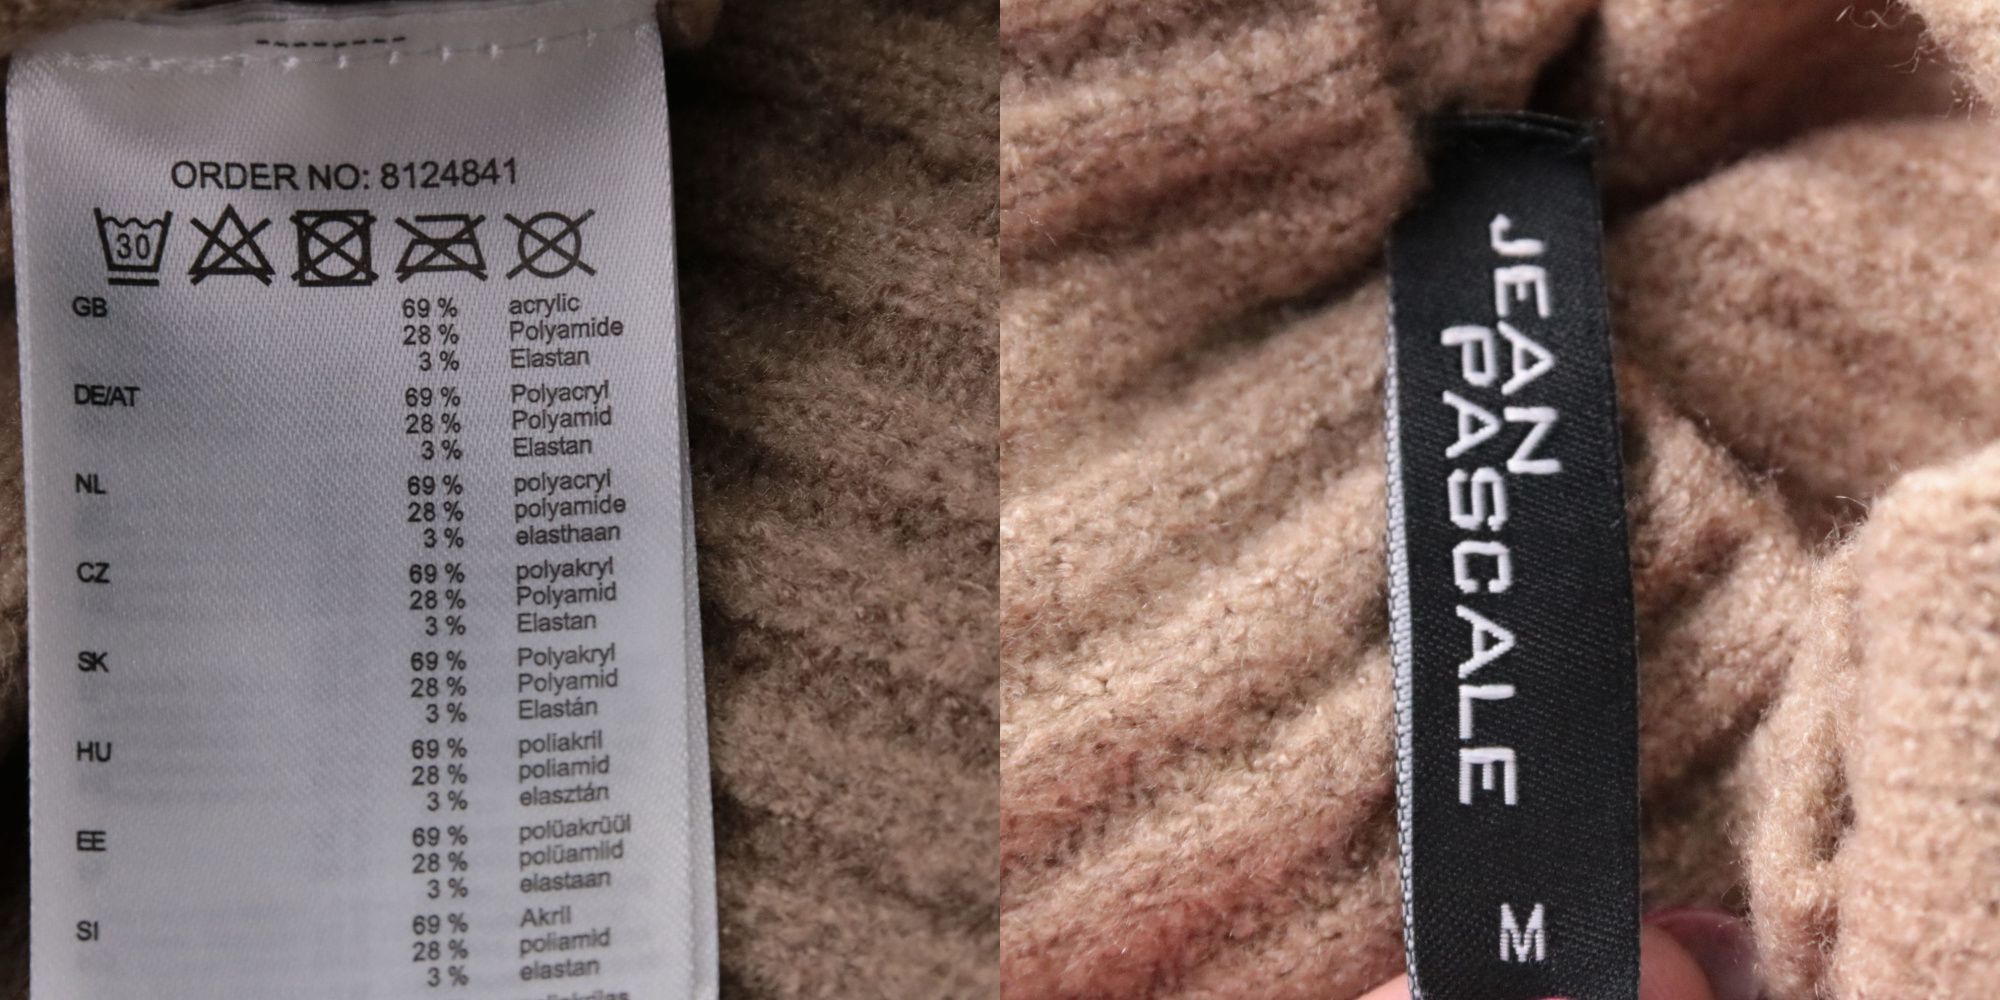 ORDER NO: 8124841
30
GB 69 % acrylic
28 % Polyamide
3 % Elastan
DE/AT 69 % Polyacryl
28 % Polyamid
3 % Elastan
NL 69 % polyacryl
28 % polyamide
3 % elasthaan
CZ 69 % polyakryl
28 % Polyamid
3 % Elastan
SK 69 % Polyakryl
28 % Polyamid
3 % Elastán
HU 69 % poliakril
28 % poliamid
3 % elasztán
EE 69 % polüakrüül
28 % polüamiid
3 % elastaan
SI 69 % Akril
28 % poliamid
3 % elastan
JEAN
PASCALE
M